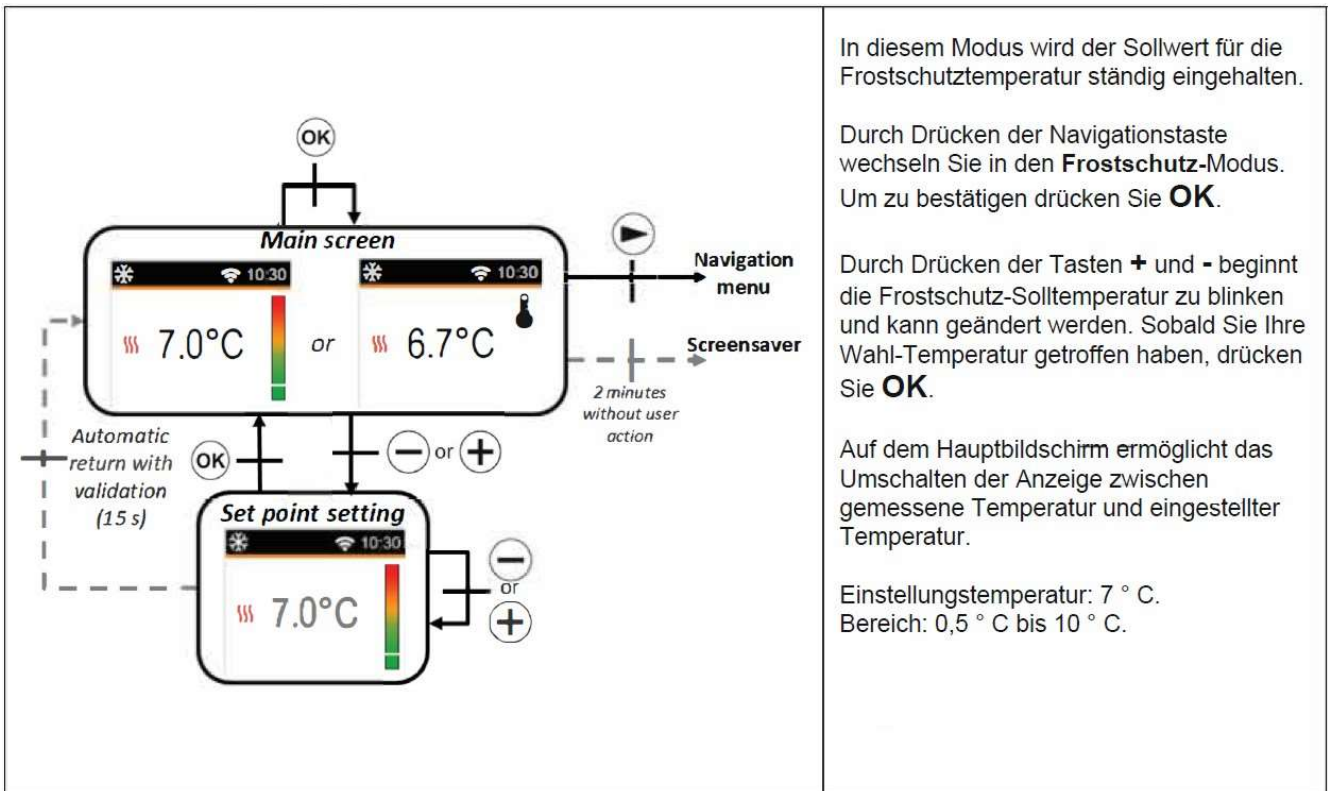 OK
Main screen
10:30
10:30
7.0°C
or
6.7°C
Navigation
menu
Screensaver
2 minutes
without user
action
Automatic
return with
validation
(15 s)
OK
- or +
Set point setting
10:30
7.0°C
-
or
+
In diesem Modus wird der Sollwert für die
Frostschutztemperatur ständig eingehalten.
Durch Drücken der Navigationstaste
wechseln Sie in den Frostschutz-Modus.
Um zu bestätigen drücken Sie OK.
Durch Drücken der Tasten + und - beginnt
die Frostschutz-Solltemperatur zu blinken
und kann geändert werden. Sobald Sie Ihre
Wahl-Temperatur getroffen haben, drücken
Sie OK.
Auf dem Hauptbildschirm ermöglicht das
Umschalten der Anzeige zwischen
gemessene Temperatur und eingestellter
Temperatur.
Einstellungstemperatur: 7 ° C.
Bereich: 0,5 ° C bis 10 ° C.